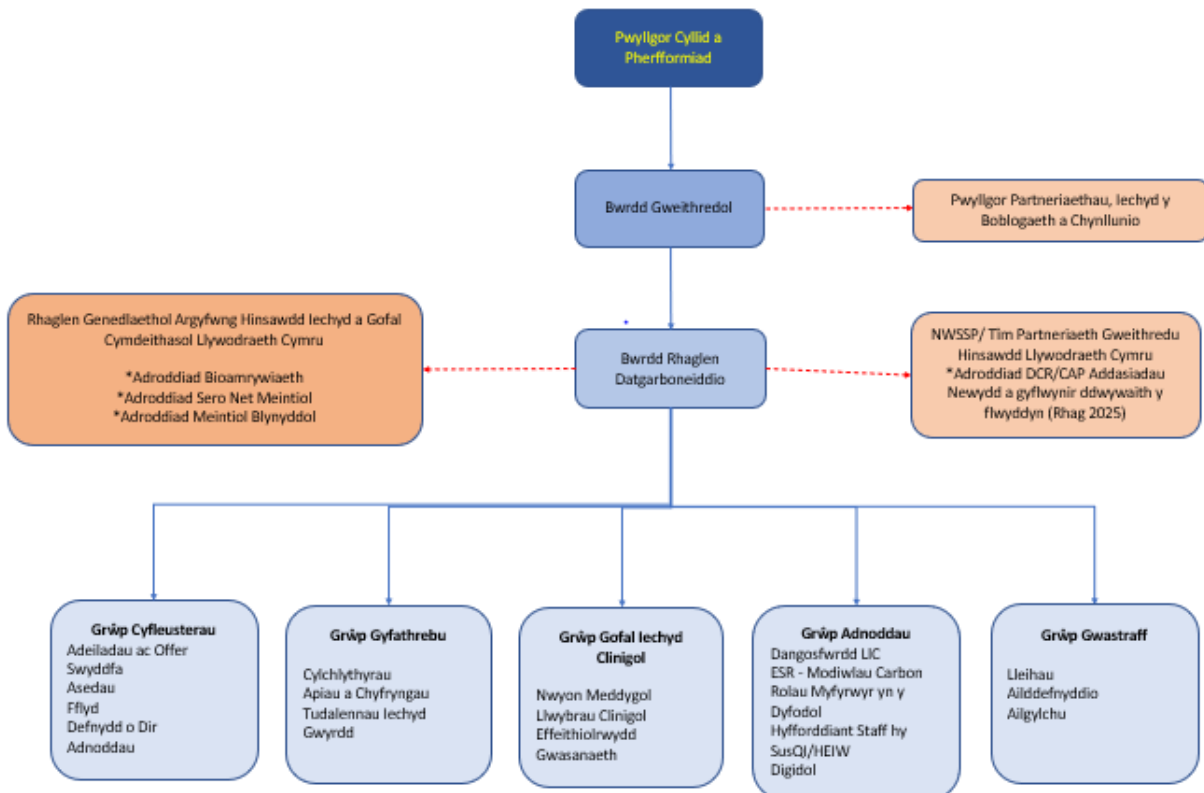 Pwyllgor Cyllid a
Pherfformiad
Bwrdd Gweithredol
Pwyllgor Partneriaethau, Iechyd y
Boblogaeth a Chynllunio
Rhaglen Genedlaethol Argyfwng Hinsawdd Iechyd a Gofal
Cymdeithasol Llywodraeth Cymru
*Adroddiad Bioamrywiaeth
*Adroddiad Sero Net Meintiol
*Adroddiad Meintiol Blynyddol
Bwrdd Rhaglen
Datgarboneiddio
NWSSP/ Tîm Partneriaeth Gweithredu
Hinsawdd Llywodraeth Cymru
*Adroddiad DCR/CAP Addasiadau
Newydd a gyflwynir ddwywaith y
flwyddyn (Rhag 2025)
Grŵp Cyfleusterau
Adeiladau ac Offer
Swyddfa
Asedau
Fflyd
Defnydd o Dir
Adnoddau
Grŵp Gyfathrebu
Cylchlythyrau
Apiau a Chyfryngau
Tudalennau Iechyd
Gwyrdd
Grŵp Gofal Iechyd
Clinigol
Nwyon Meddygol
Llwybrau Clinigol
Effeithiolrwydd
Gwasanaeth
Grŵp Adnoddau
Dangosfwrdd LlC
ESR - Modiwlau Carbon
Rolau Myfyrwyr yn y
Dyfodol
Hyfforddiant Staff hy
SusQI/HEIW
Digidol
Grŵp Gwastraff
Lleihau
Ailddefnyddio
Ailgylchu